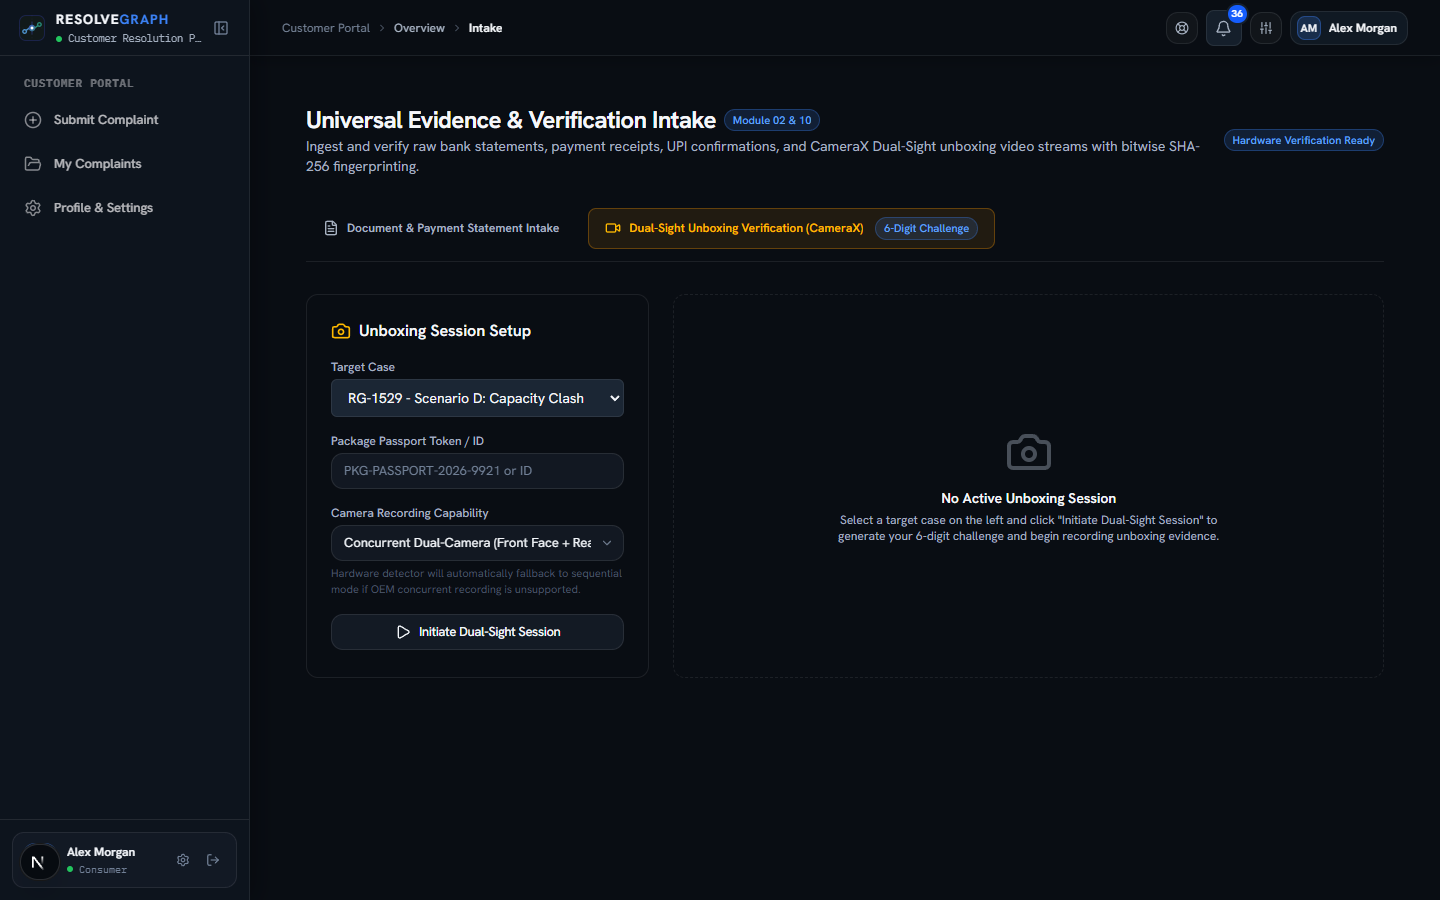 RESOLVEGRAPH
Customer Resolution P...
Customer Portal > Overview > Intake
36
AM
Alex Morgan
CUSTOMER PORTAL
Submit Complaint
My Complaints
Profile & Settings
Universal Evidence & Verification Intake
Module 02 & 10
Ingest and verify raw bank statements, payment receipts, UPI confirmations, and CameraX Dual-Sight unboxing video streams with bitwise SHA-
256 fingerprinting.
Hardware Verification Ready
Document & Payment Statement Intake
Dual-Sight Unboxing Verification (CameraX)
6-Digit Challenge
Unboxing Session Setup
Target Case
RG-1529 - Scenario D: Capacity Clash
Package Passport Token / ID
PKG-PASSPORT-2026-9921 or ID
Camera Recording Capability
Concurrent Dual-Camera (Front Face + Rea
Hardware detector will automatically fallback to sequential
mode if OEM concurrent recording is unsupported.
Initiate Dual-Sight Session
No Active Unboxing Session
Select a target case on the left and click "Initiate Dual-Sight Session" to
generate your 6-digit challenge and begin recording unboxing evidence.
N
Alex Morgan
Consumer